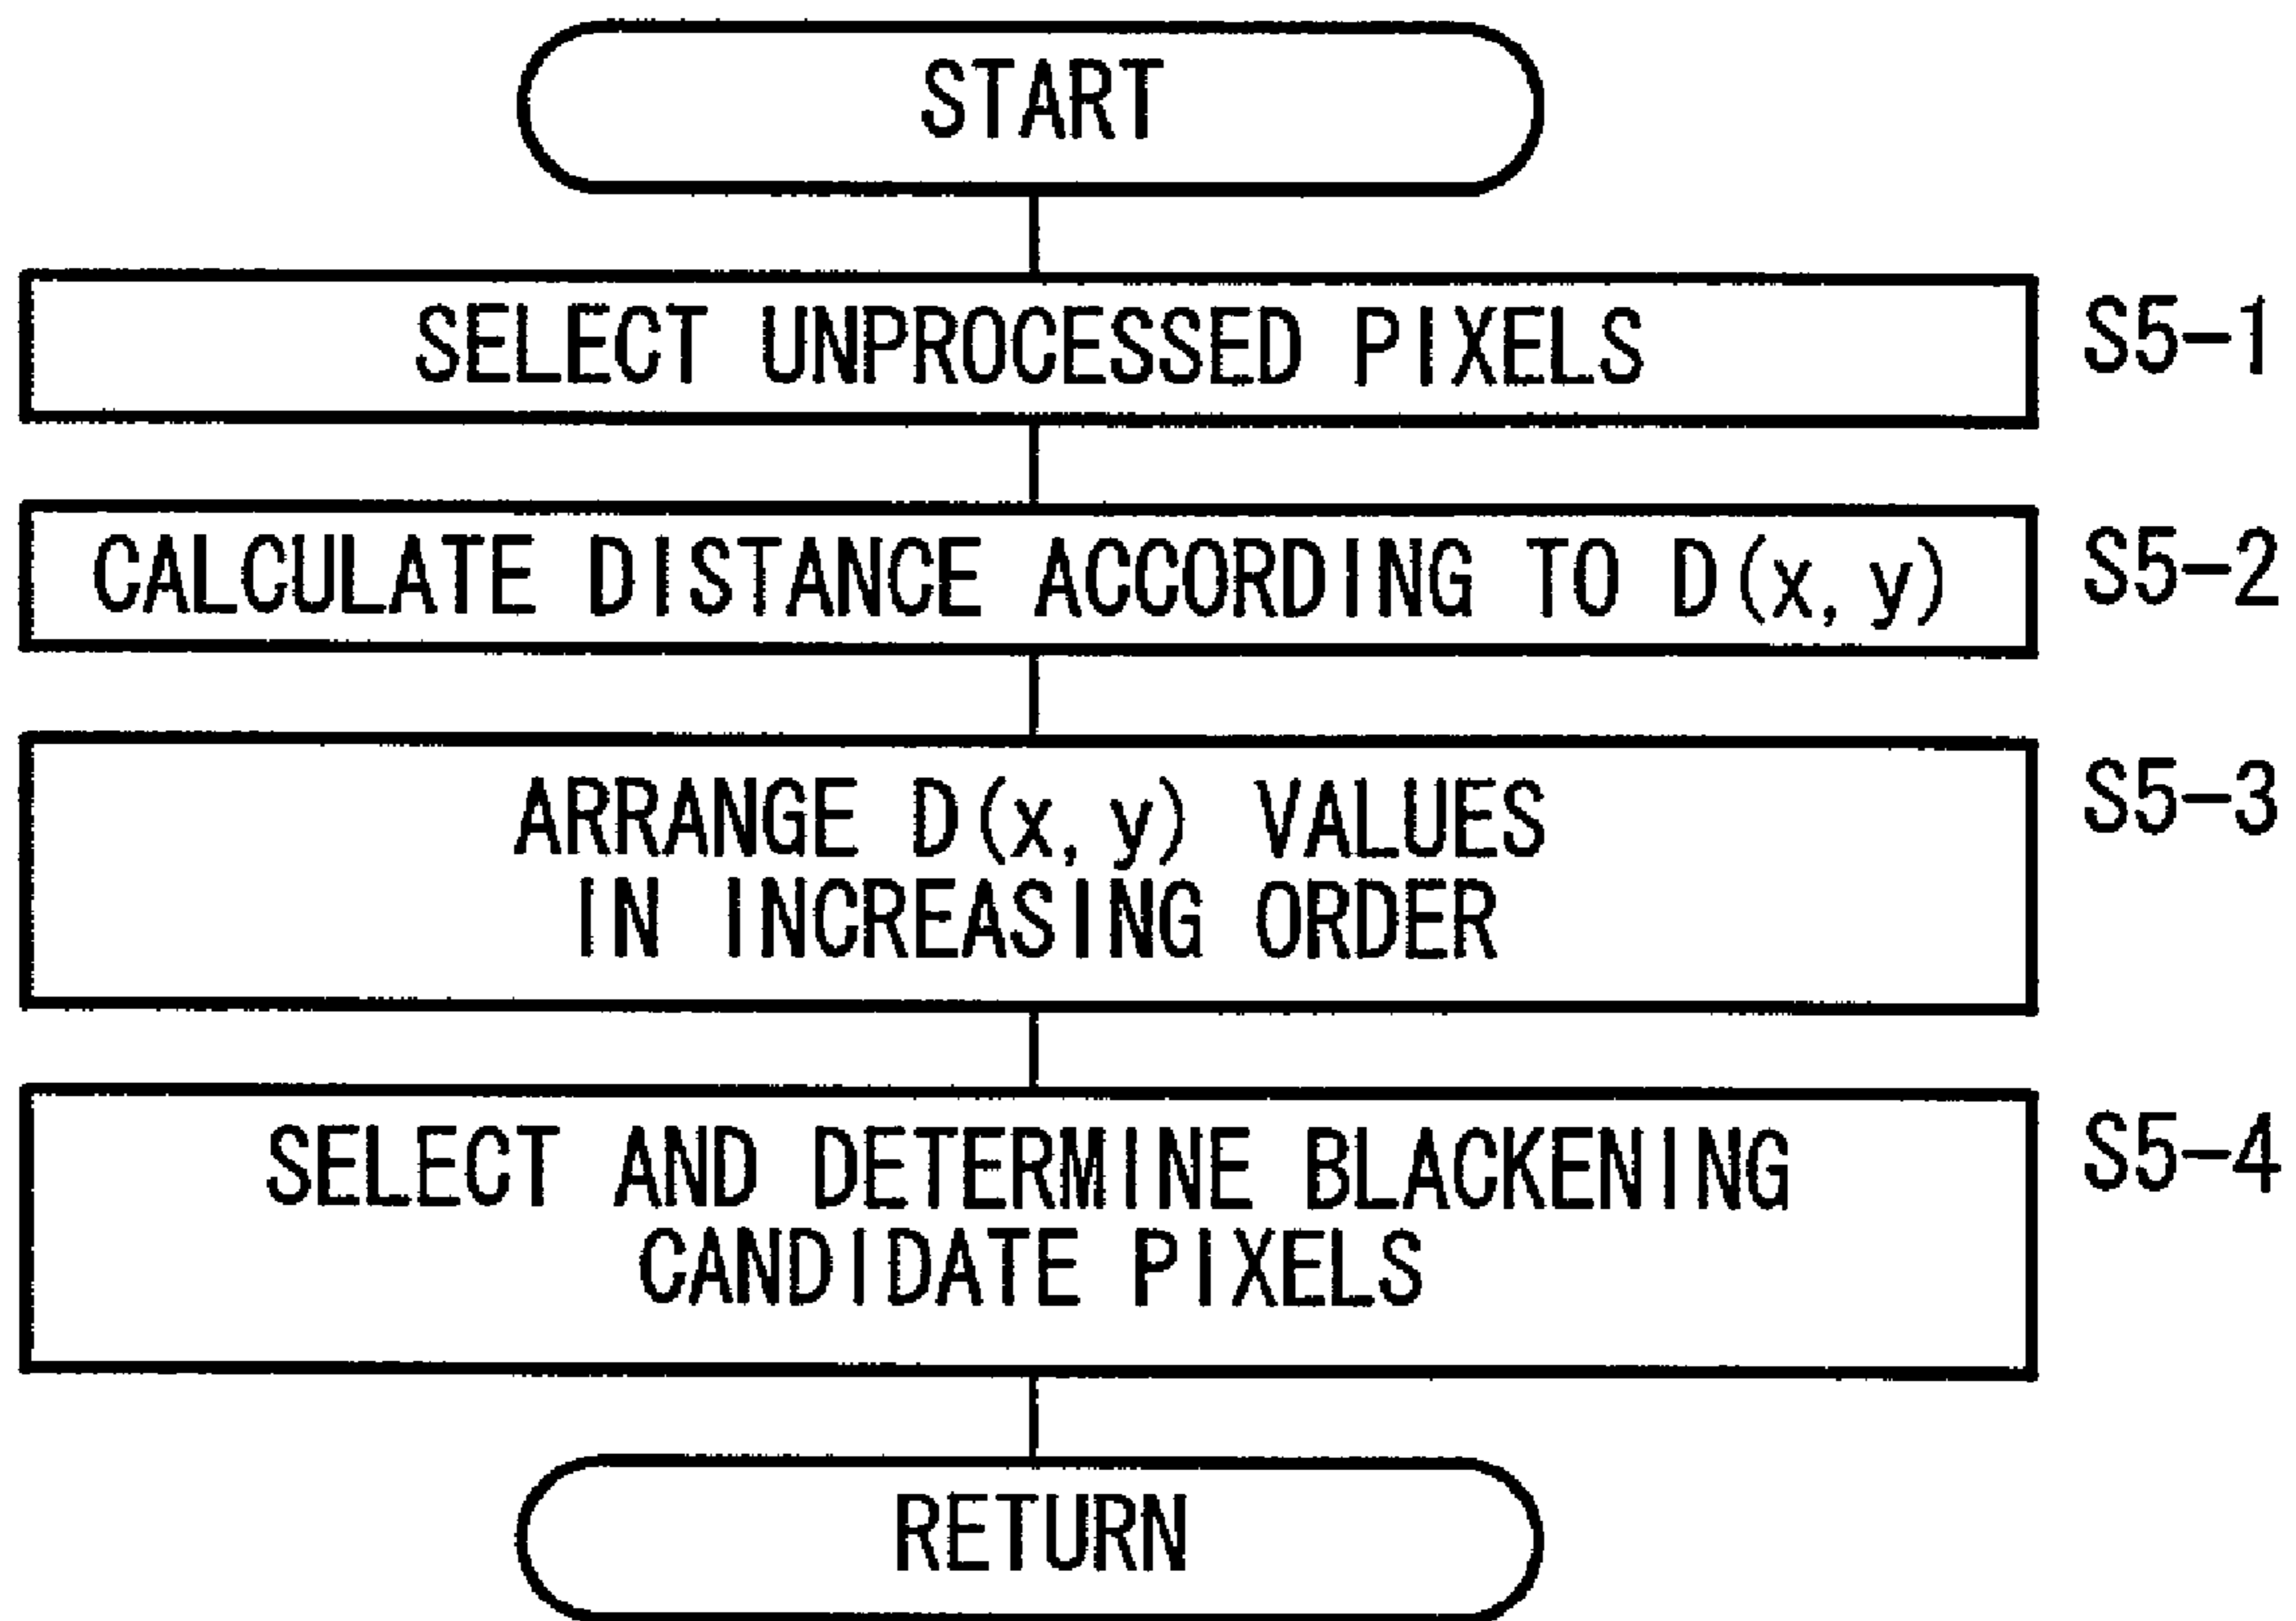 START
SELECT UNPROCESSED PIXELS
S5-1
CALCULATE DISTANCE ACCORDING TO D(x, y)
S5-2
ARRANGE D(x, y) VALUES
IN INCREASING ORDER
S5-3
SELECT AND DETERMINE BLACKENING
CANDIDATE PIXELS
S5-4
RETURN